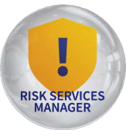 !
RISK SERVICES
MANAGER